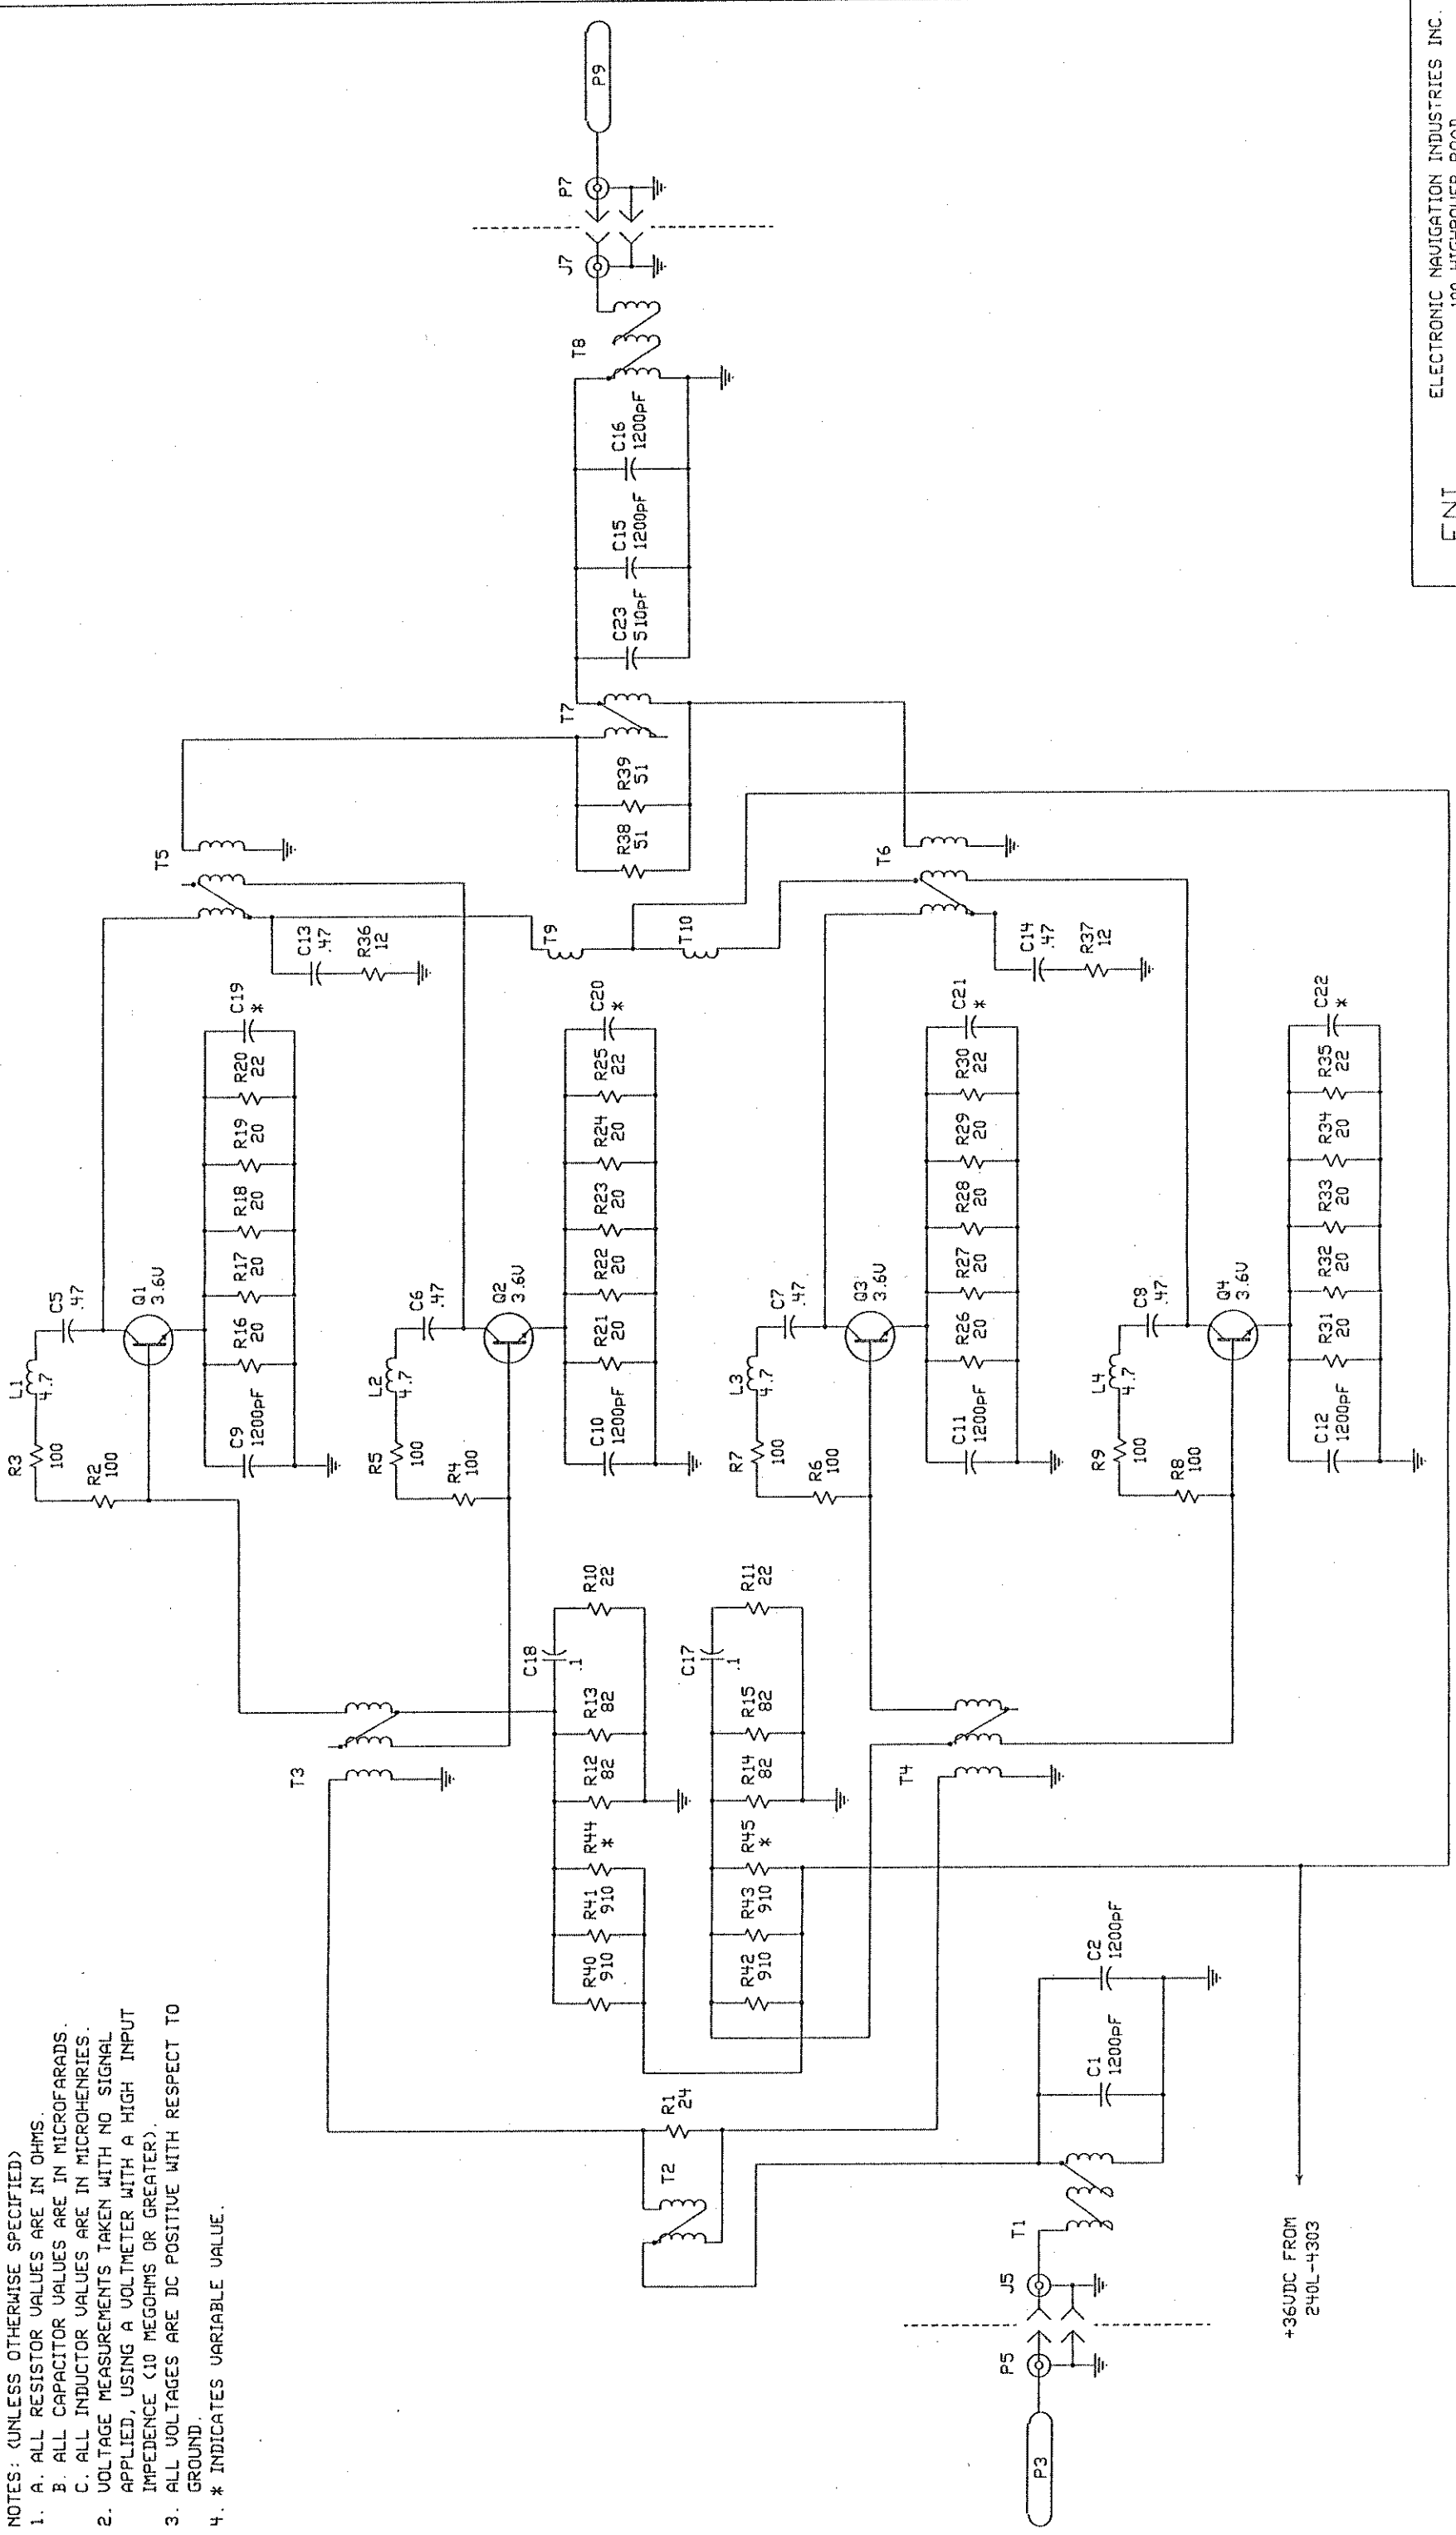 NOTES: (UNLESS OTHERWISE SPECIFIED)
1. A. ALL RESISTOR VALUES ARE IN OHMS.
B. ALL CAPACITOR VALUES ARE IN MICROFARADS.
C. ALL INDUCTOR VALUES ARE IN MICROHENRIES.
2. VOLTAGE MEASUREMENTS TAKEN WITH NO SIGNAL
APPLIED, USING A VOLTMETER WITH A HIGH INPUT
IMPEDENCE (10 MEGOHMS OR GREATER).
3. ALL VOLTAGES ARE DC POSITIVE WITH RESPECT TO
GROUND.
4. * INDICATES VARIABLE VALUE.
R3
100
L1
4.7
C5
.47
R2
100
Q1
3.6V
C9
1200pF
R16
20
R17
20
R18
20
R19
20
R20
22
C19
*
T5
C13
.47
R36
12
T3
R5
100
L2
4.7
C6
.47
R4
100
Q2
3.6V
C10
1200pF
R21
20
R22
20
R23
20
R24
20
R25
22
C20
*
T9
T10
R38
51
R39
51
T7
C23
510pF
C15
1200pF
C16
1200pF
T8
J7
P7
P9
R40
910
R41
910
R44
*
R12
82
R13
82
C18
.1
R10
22
R42
910
R43
910
R45
*
R14
82
R15
82
C17
.1
R11
22
T2
R1
24
R7
100
L3
4.7
C7
.47
R6
100
Q3
3.6V
C11
1200pF
R26
20
R27
20
R28
20
R29
20
R30
22
C21
*
T6
C14
.47
R37
12
T4
R9
100
L4
4.7
C8
.47
R8
100
Q4
3.6V
C12
1200pF
R31
20
R32
20
R33
20
R34
20
R35
22
C22
*
P3
P5
J5
T1
C1
1200pF
C2
1200pF
+36VDC FROM
240L-4303
ENI
ELECTRONIC NAVIGATION INDUSTRIES INC.
100 HIGHPOWER ROAD